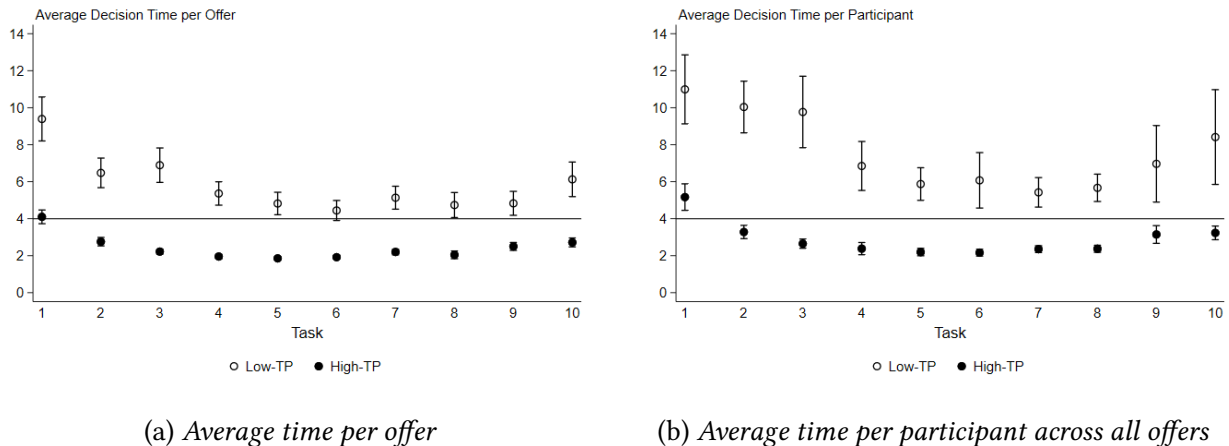 Average Decision Time per Offer
14
12
10
8
6
4
2
0
1 2 3 4 5 6 7 8 9 10
Task
Low-TP High-TP
(a) Average time per offer
Average Decision Time per Participant
14
12
10
8
6
4
2
0
1 2 3 4 5 6 7 8 9 10
Task
Low-TP High-TP
(b) Average time per participant across all offers